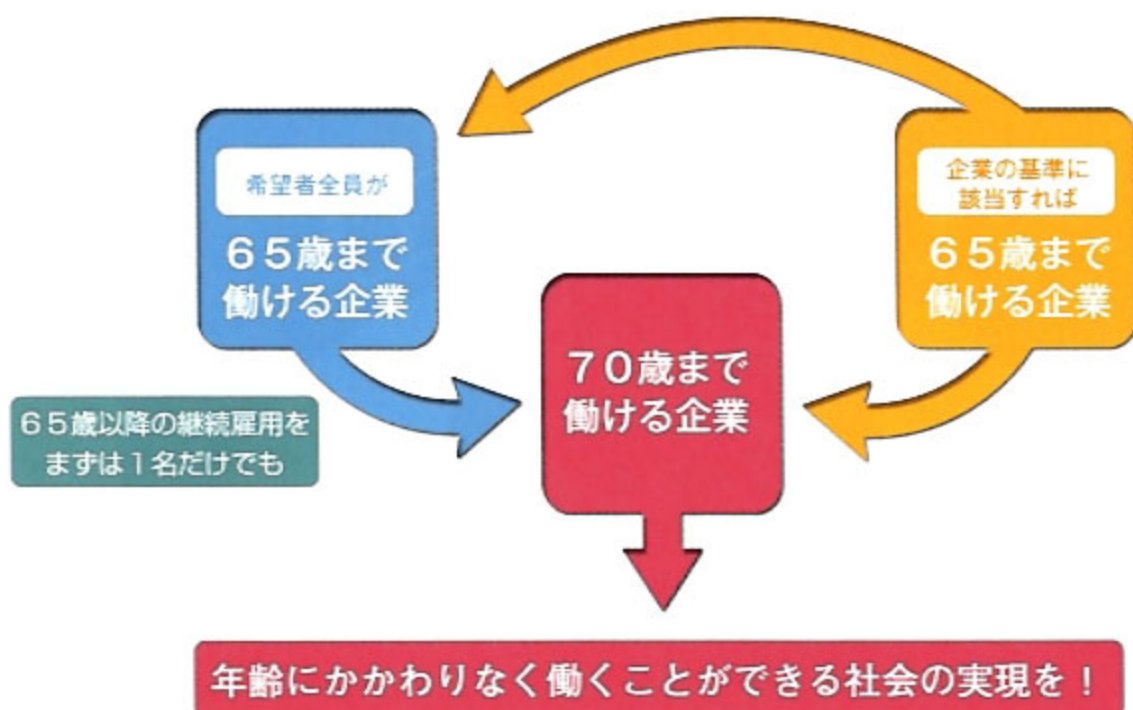 希望者全員が
６５歳まで
働ける企業
企業の基準に
該当すれば
６５歳まで
働ける企業
７０歳まで
働ける企業
６５歳以降の継続雇用を
まずは１名だけでも
年齢にかかわりなく働くことができる社会の実現を！